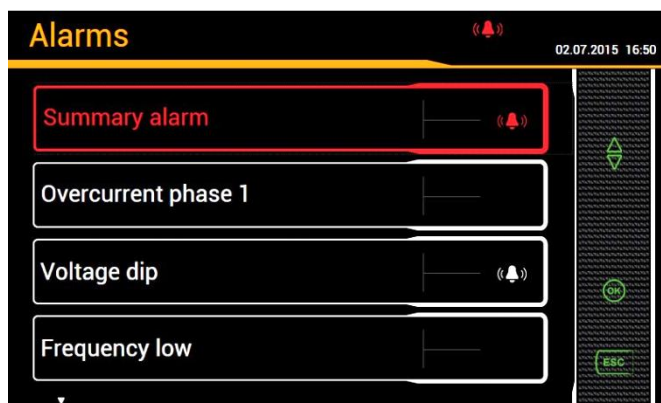 Alarms
02.07.2015 16:50
Summary alarm
Overcurrent phase 1
Voltage dip
OK
Frequency low
ESC